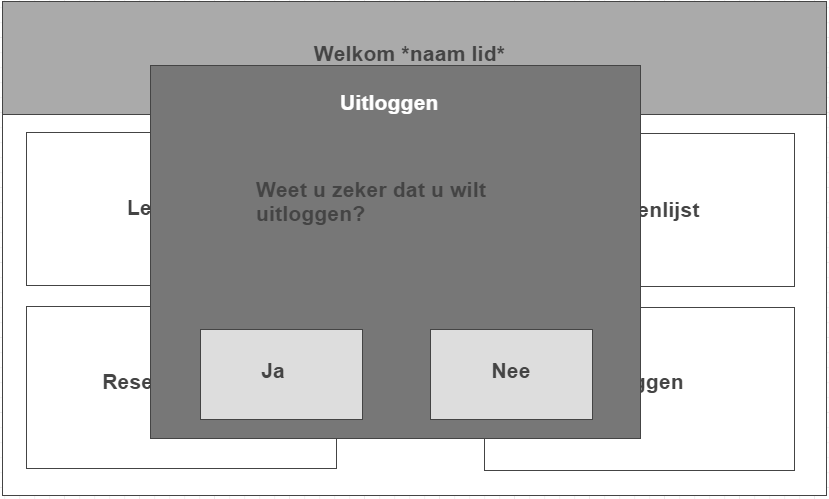 Welkom *naam lid*
Uitloggen
Weet u zeker dat u wilt
uitloggen?
Le
enlijst
Rese
ggen
Ja
Nee